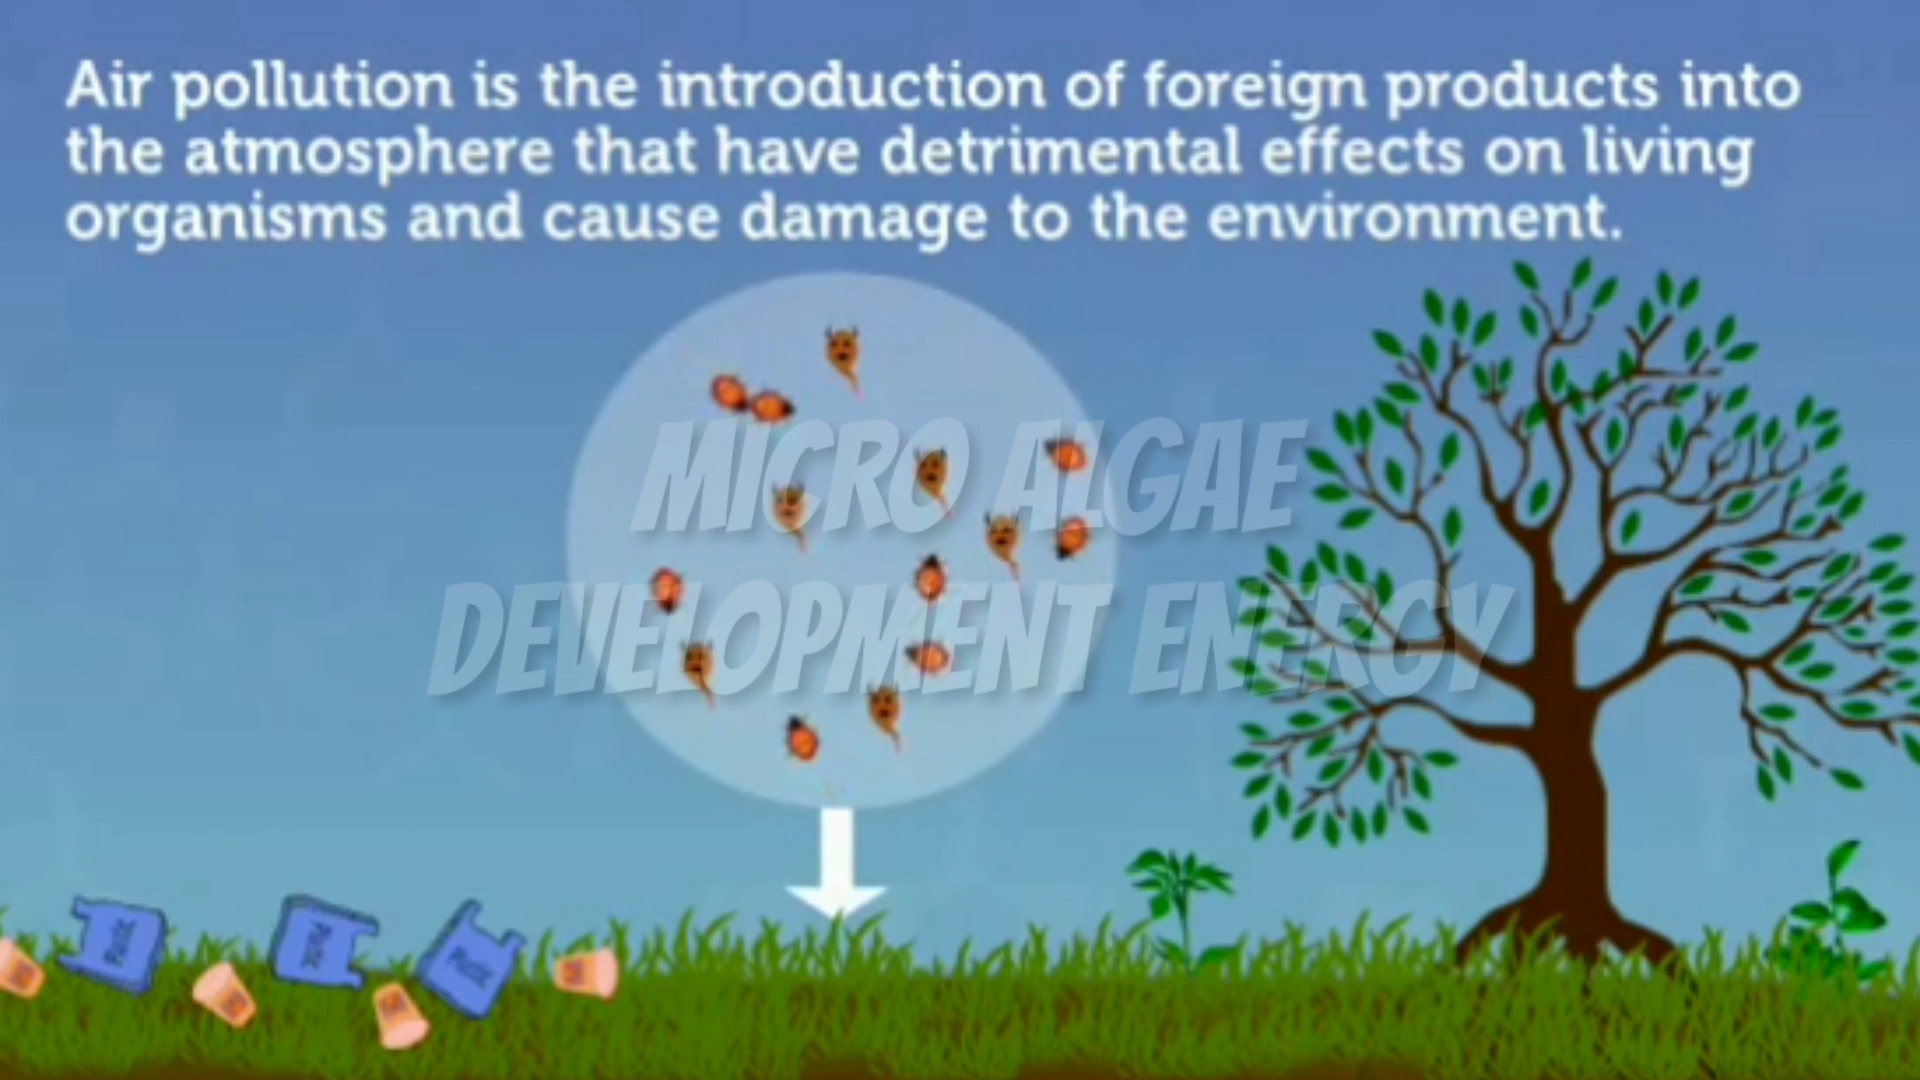 Air pollution is the introduction of foreign products into
the atmosphere that have detrimental effects on living
organisms and cause damage to the environment.
MICRO ALGAE
DEVELOPMENT ENERGY